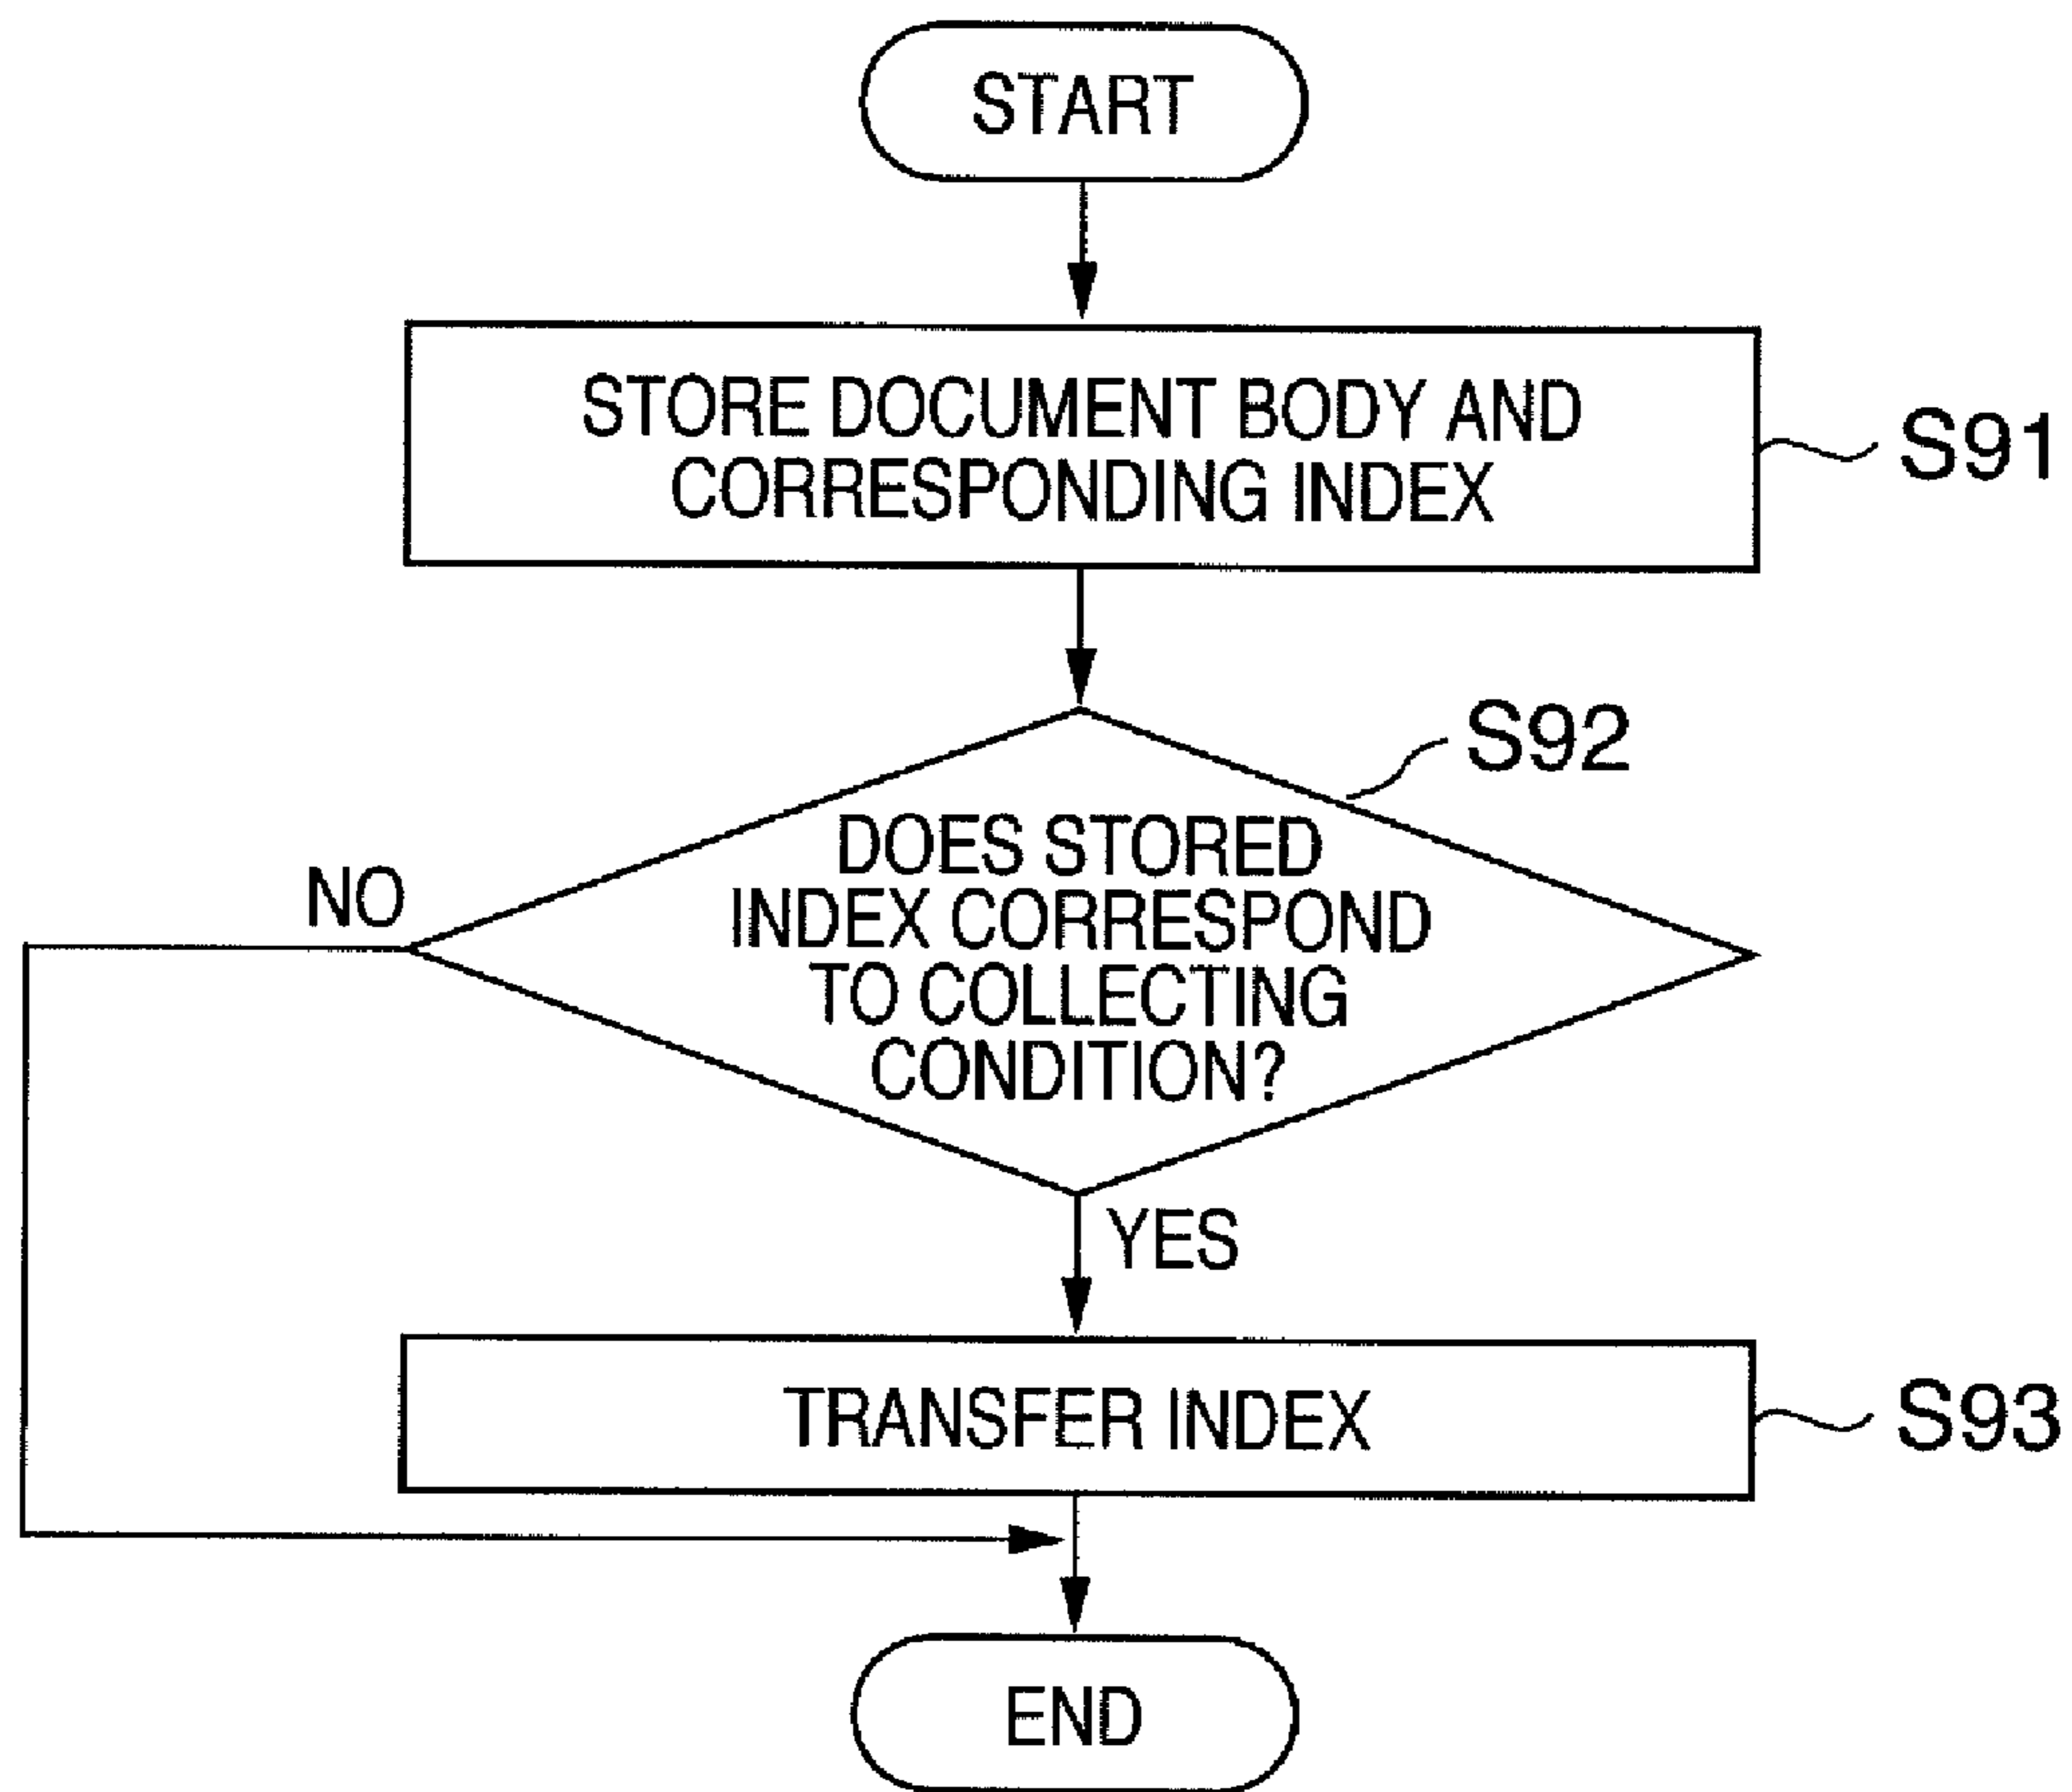 START
STORE DOCUMENT BODY AND
CORRESPONDING INDEX
S91
S92
DOES STORED
INDEX CORRESPOND
TO COLLECTING
CONDITION?
NO
YES
TRANSFER INDEX
S93
END